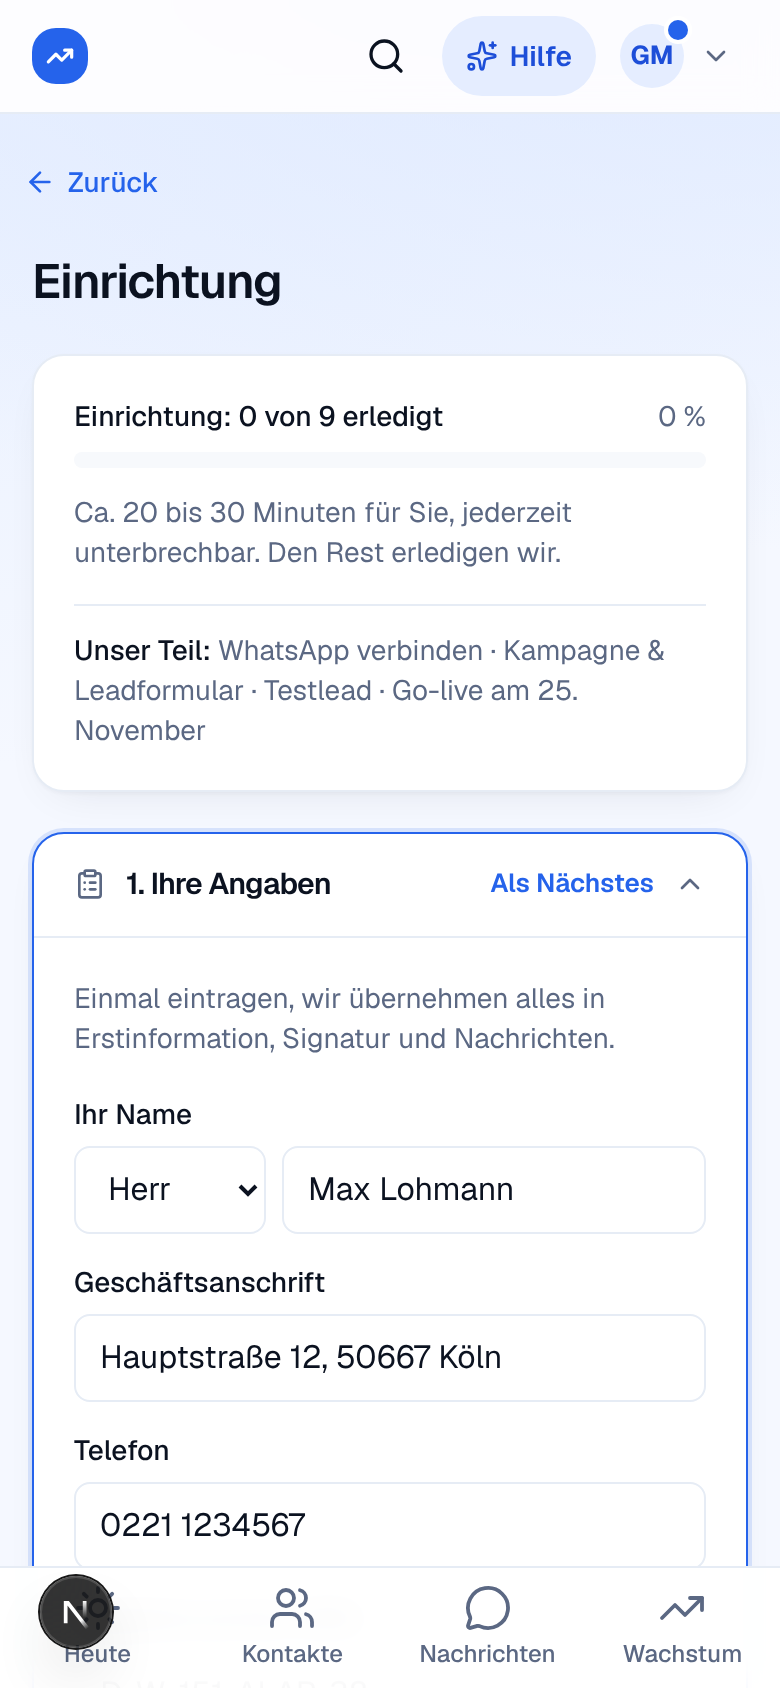 Hilfe
GM
Zurück
Einrichtung
Einrichtung: 0 von 9 erledigt
0 %
Ca. 20 bis 30 Minuten für Sie, jederzeit
unterbrechbar. Den Rest erledigen wir.
Unser Teil: WhatsApp verbinden · Kampagne &
Leadformular · Testlead · Go-live am 25.
November
1. Ihre Angaben
Als Nächstes
Einmal eintragen, wir übernehmen alles in
Erstinformation, Signatur und Nachrichten.
Ihr Name
Herr
Max Lohmann
Geschäftsanschrift
Hauptstraße 12, 50667 Köln
Telefon
0221 1234567
N
Heute
Kontakte
Nachrichten
Wachstum